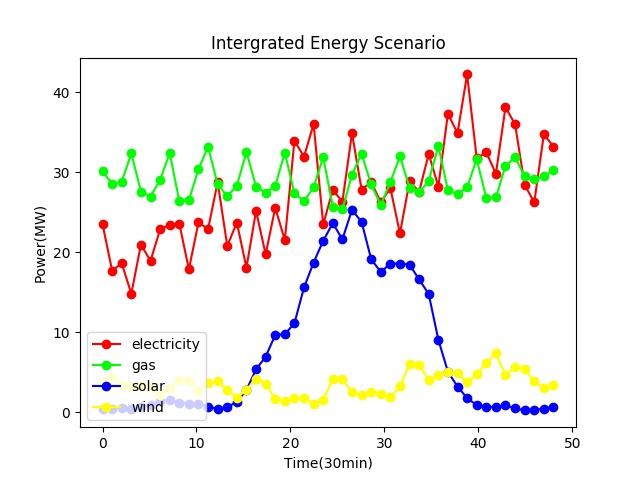 Intergrated Energy Scenario
Power(MW)
40
30
20
10
0
electricity
gas
solar
wind
0 10 20 30 40 50
Time(30min)